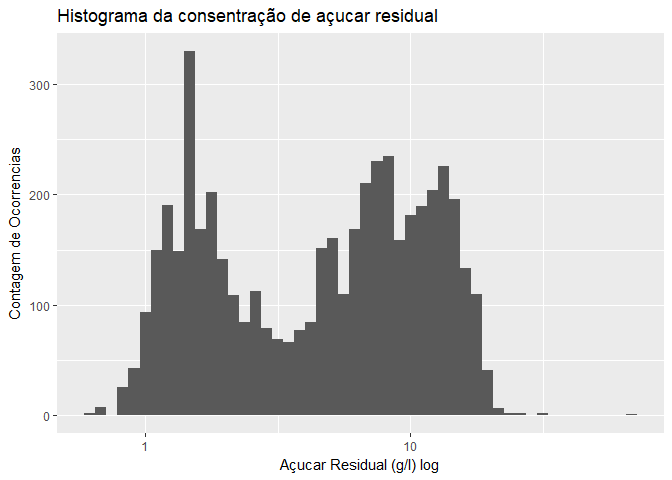 Histograma da consentração de açucar residual
Contagem de Ocorrencias
300
200
100
0
1
10
Açucar Residual (g/l) log